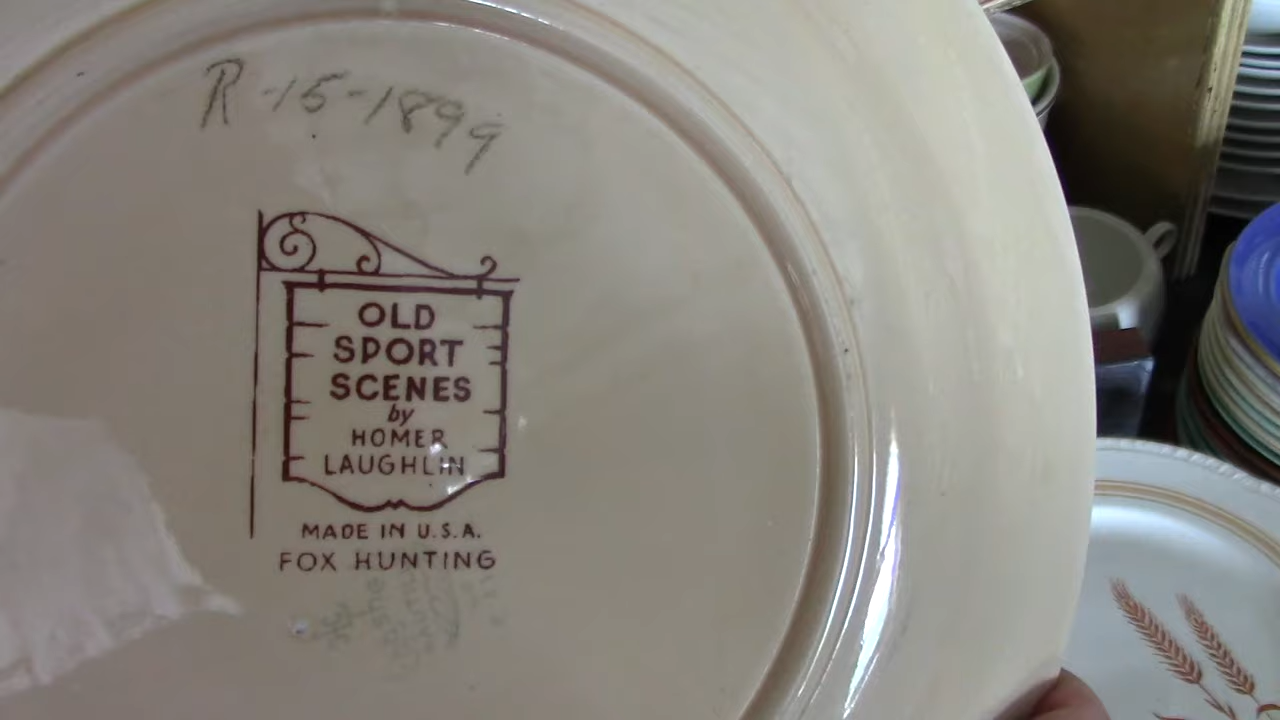 R-15-1899
OLD
SPORT
SCENES
by
HOMER
LAUGHLIN
MADE IN U.S.A.
FOX HUNTING